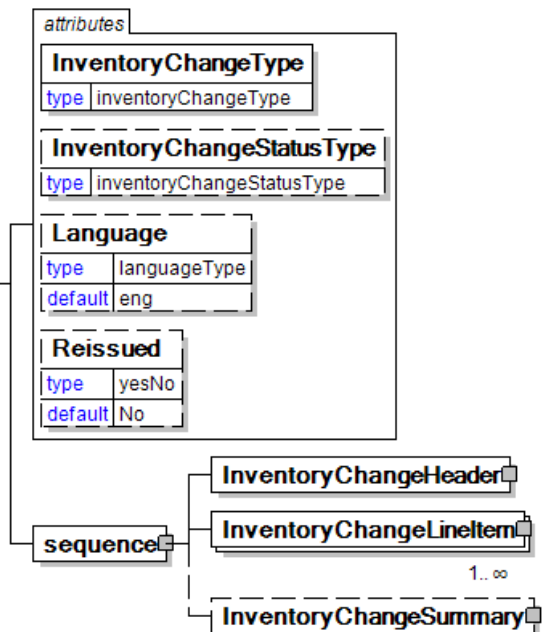 attributes
InventoryChangeType
type inventoryChangeType
InventoryChangeStatusType
type inventoryChangeStatusType
Language
type languageType
default eng
Reissued
type yesNo
default No
InventoryChangeHeader
sequence
InventoryChangeLineItem
1.. ∞
InventoryChangeSummary